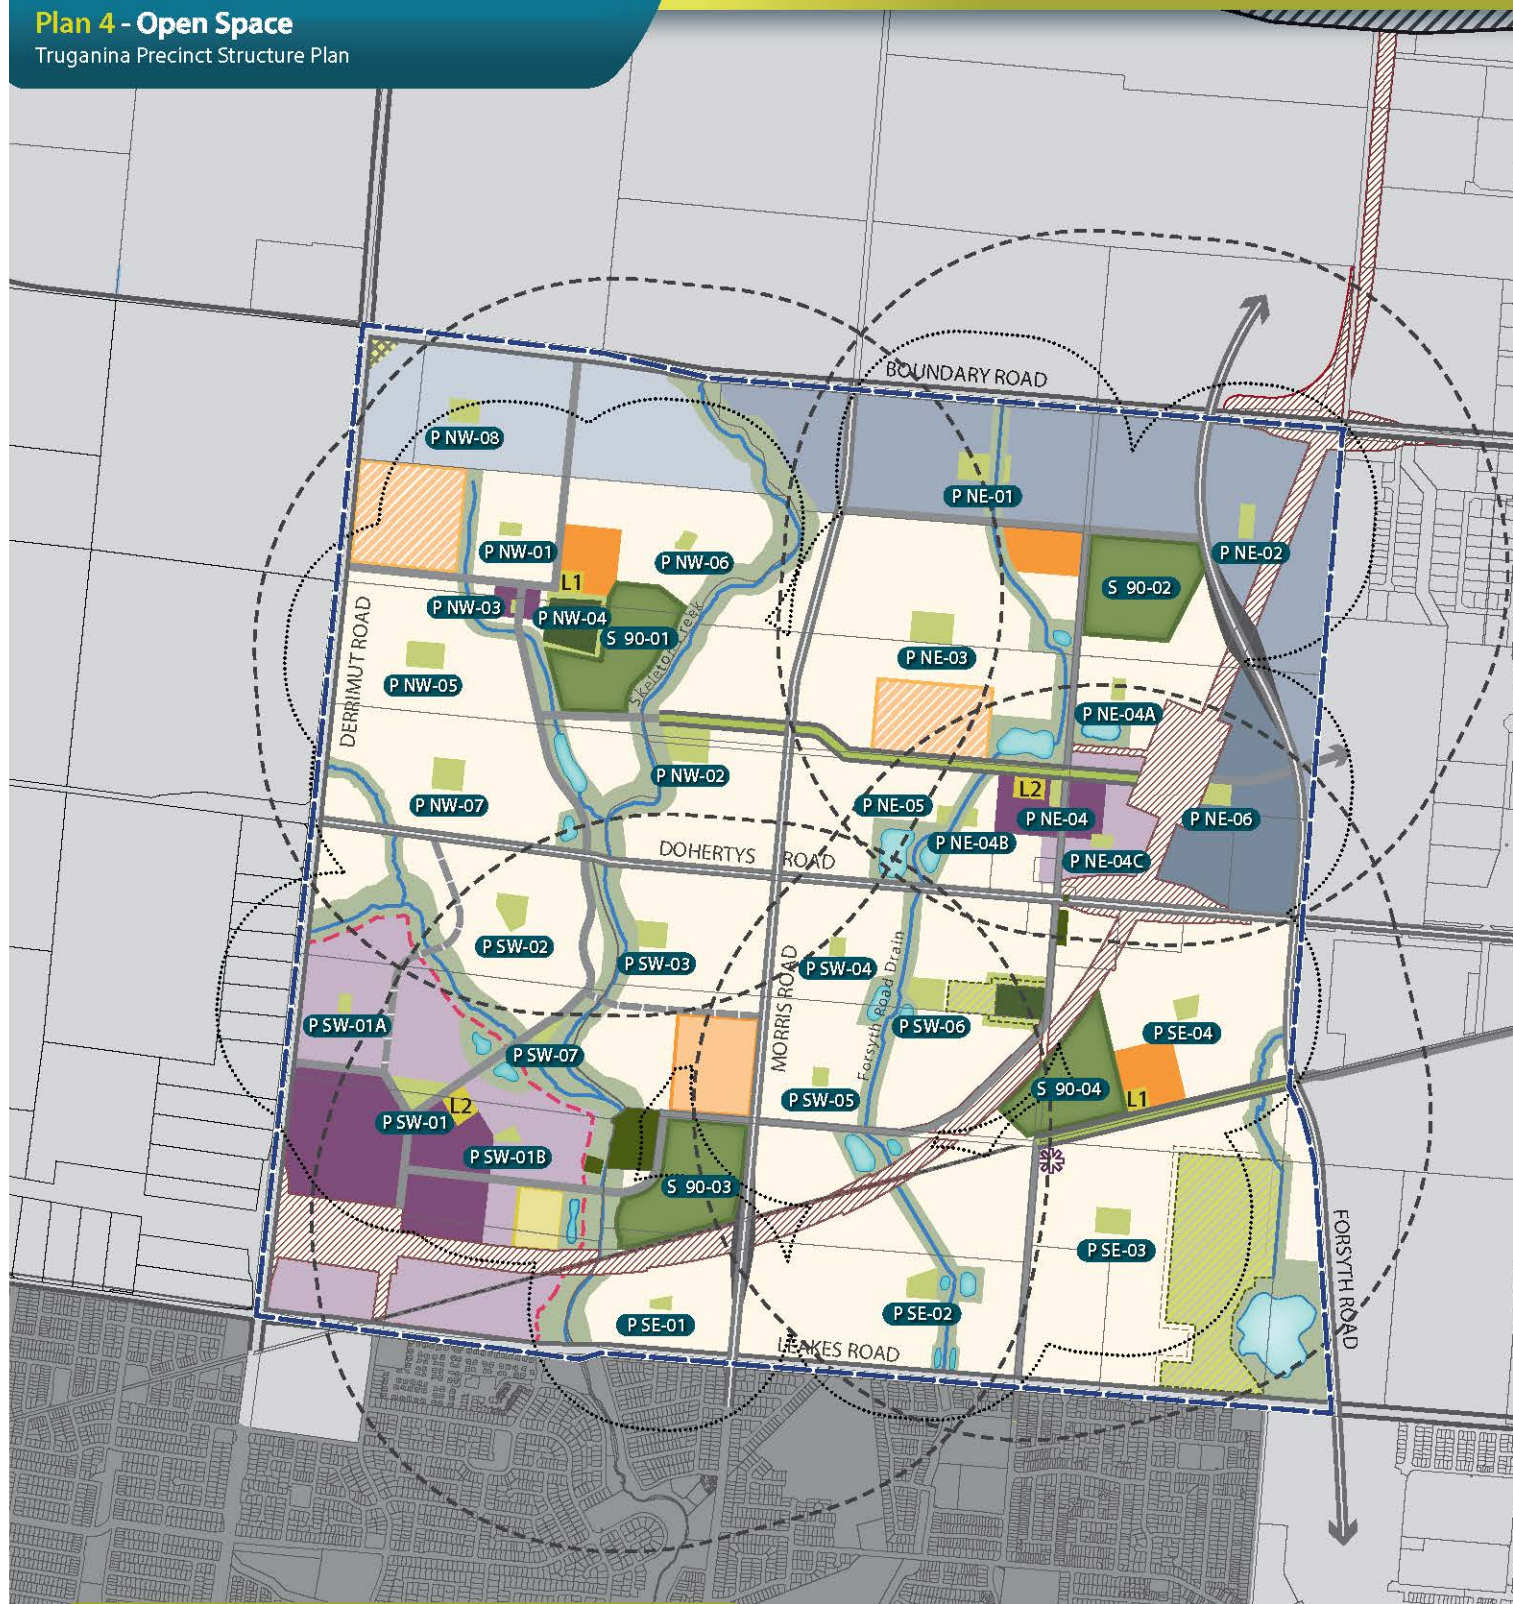 Plan 4 - Open Space
Truganina Precinct Structure Plan
BOUNDARY ROAD
P NW-08
P NE-01
P NW-01
P NW-06
P NE-02
L1
S 90-02
P NW-03
P NW-04
S 90-01
DERRIMUT ROAD
Skeleton Creek
P NE-03
P NW-05
P NE-04A
P NW-02
L2
P NW-07
P NE-05
P NE-04
P NE-06
P NE-04B
DOHERTYS ROAD
P NE-04C
P SW-02
P SW-03
P SW-04
MORRIS ROAD
Forsyth Road Drain
P SW-01A
P SW-06
P SE-04
P SW-07
S 90-04
P SW-05
L1
L2
P SW-01
P SW-01B
S 90-03
P SE-03
FORSYTH ROAD
P SE-02
P SE-01
LEAKES ROAD